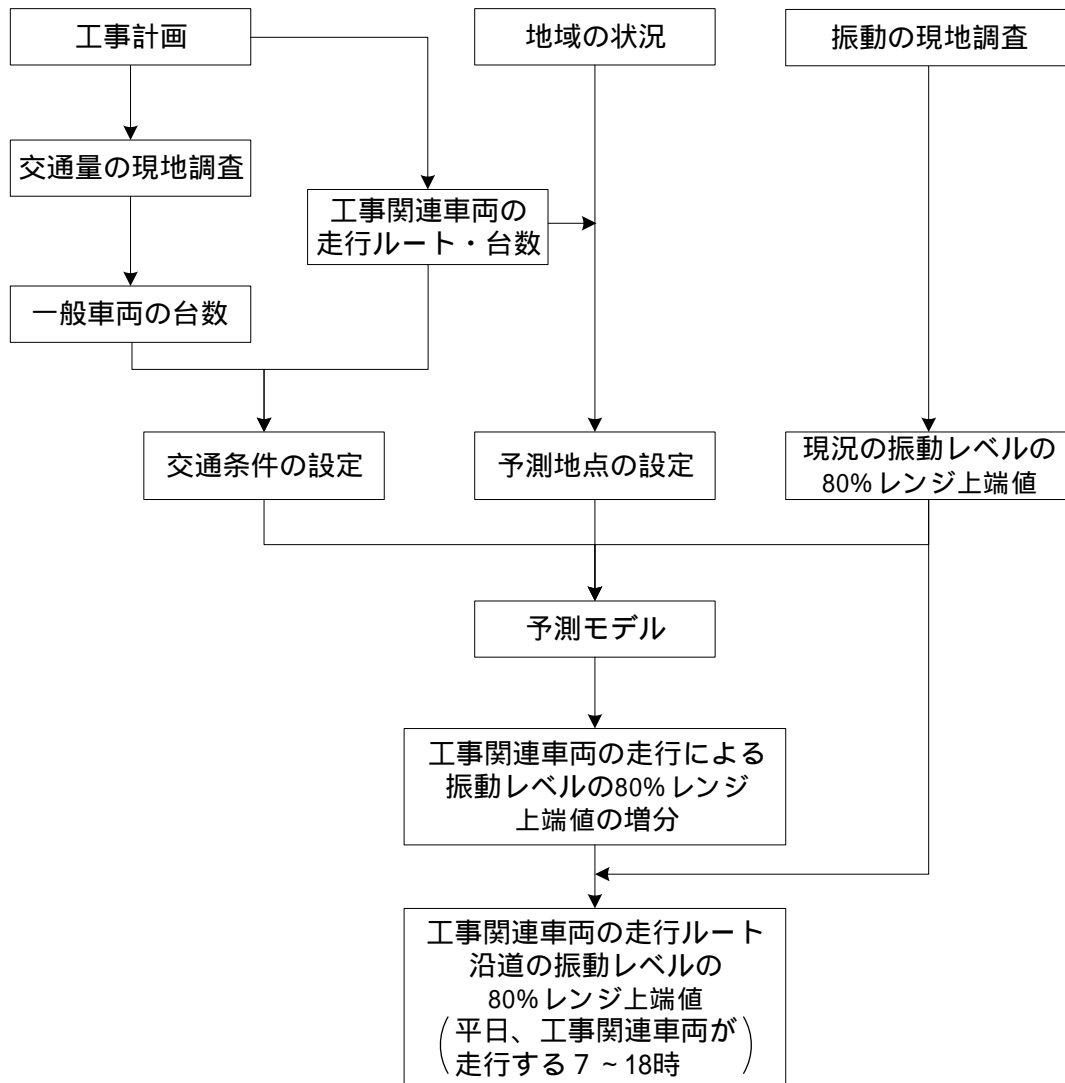 工事計画
地域の状況
振動の現地調査
交通量の現地調査
工事関連車両の
走行ルート・台数
一般車両の台数
交通条件の設定
予測地点の設定
現況の振動レベルの
80%レンジ上端値
予測モデル
工事関連車両の走行による
振動レベルの80%レンジ
上端値の増分
工事関連車両の走行ルート
沿道の振動レベルの
80%レンジ上端値
(平日、工事関連車両が
走行する7~18時)